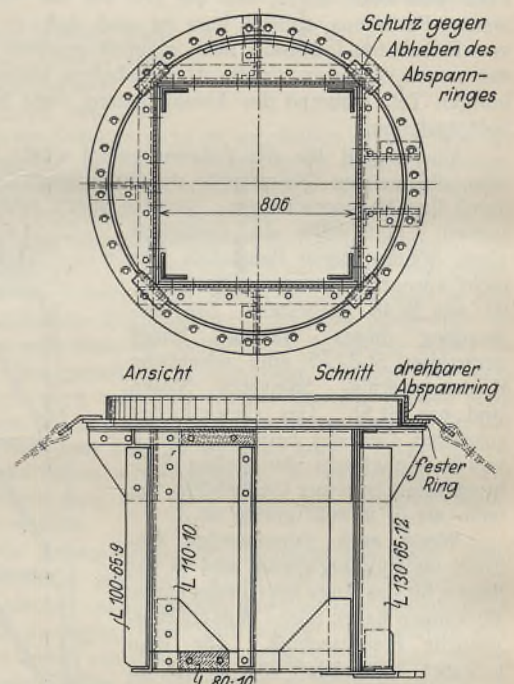 Schutz gegen
Abheben des
Abspann-
ringes
806
Ansicht
Schnitt
drehbarer
Abspannring
fester
Ring
L 100·65·9
L 110·10
L 130·65·12
L 80·10